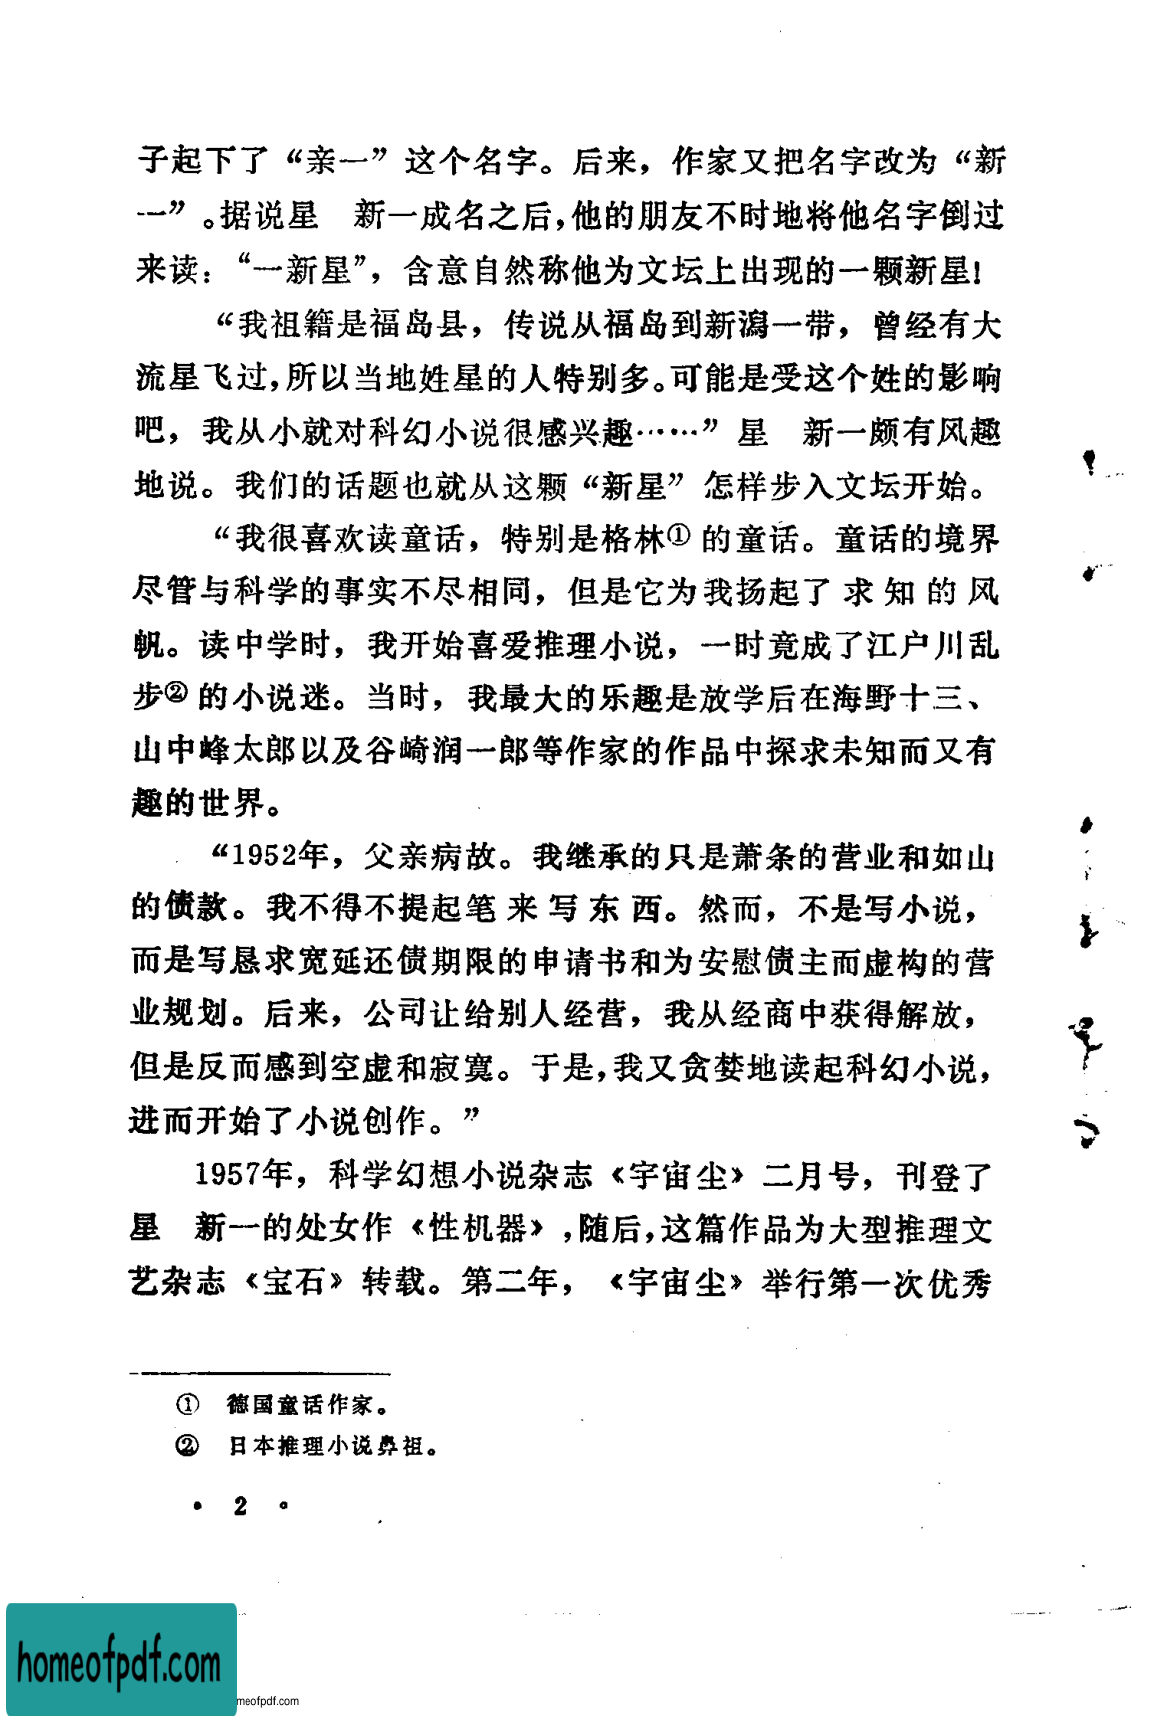 子起下了“亲一”这个名字。后来，作家又把名字改为“新
一”。据说星　新一成名之后，他的朋友不时地将他名字倒过
来读：“一新星”，含意自然称他为文坛上出现的一颗新星！
“我祖籍是福岛县，传说从福岛到新潟一带，曾经有大
流星飞过，所以当地姓星的人特别多。可能是受这个姓的影响
吧，我从小就对科幻小说很感兴趣……”星　新一颇有风趣
地说。我们的话题也就从这颗“新星”怎样步入文坛开始。
“我很喜欢读童话，特别是格林①的童话。童话的境界
尽管与科学的事实不尽相同，但是它为我扬起了求知的风
帆。读中学时，我开始喜爱推理小说，一时竟成了江户川乱
步②的小说迷。当时，我最大的乐趣是放学后在海野十三、
山中峰太郎以及谷崎润一郎等作家的作品中探求未知而又有
趣的世界。
“1952年，父亲病故。我继承的只是萧条的营业和如山
的债款。我不得不提起笔来写东西。然而，不是写小说，
而是写恳求宽延还债期限的申请书和为安慰债主而虚构的营
业规划。后来，公司让给别人经营，我从经商中获得解放，
但是反而感到空虚和寂寞。于是，我又贪婪地读起科幻小说，
进而开始了小说创作。”
1957年，科学幻想小说杂志《宇宙尘》二月号，刊登了
星　新一的处女作《性机器》，随后，这篇作品为大型推理文
艺杂志《宝石》转载。第二年，《宇宙尘》举行第一次优秀
①　德国童话作家。
②　日本推理小说鼻祖。
• 2 •
homeofpdf.com
meofpdf.com